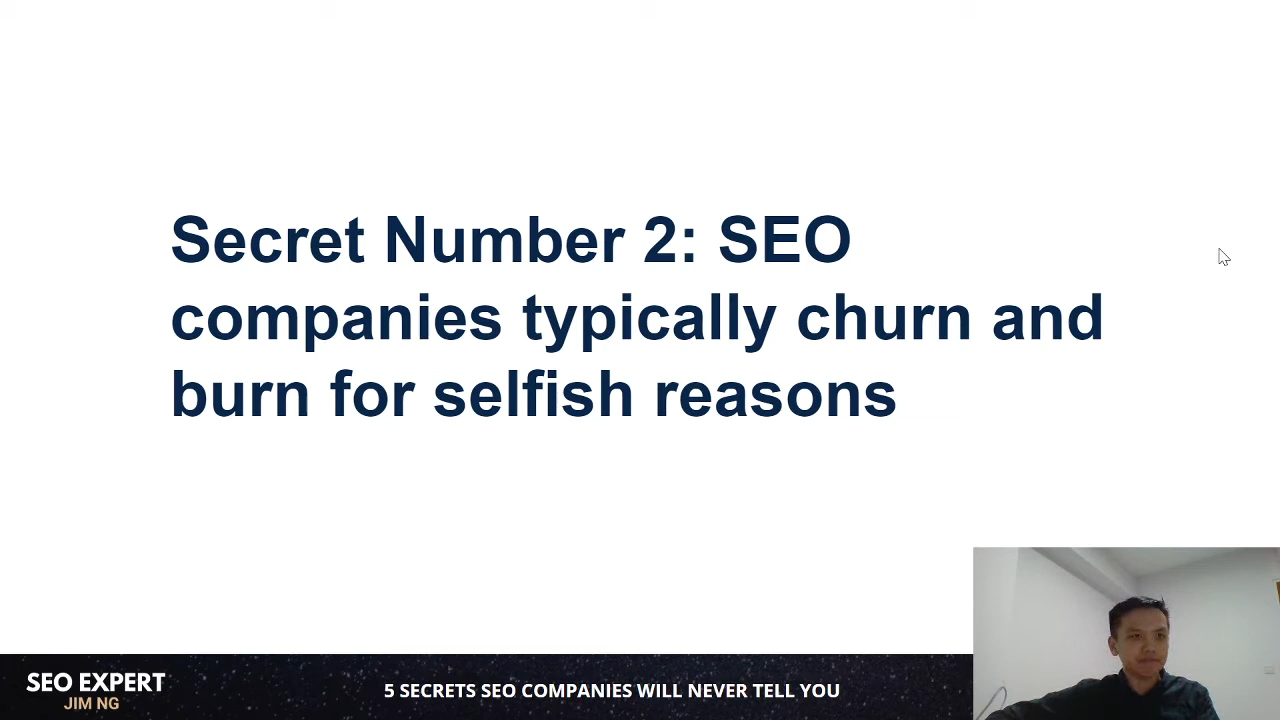 Secret Number 2: SEO
companies typically churn and
burn for selfish reasons
SEO EXPERT
JIM NG
5 SECRETS SEO COMPANIES WILL NEVER TELL YOU